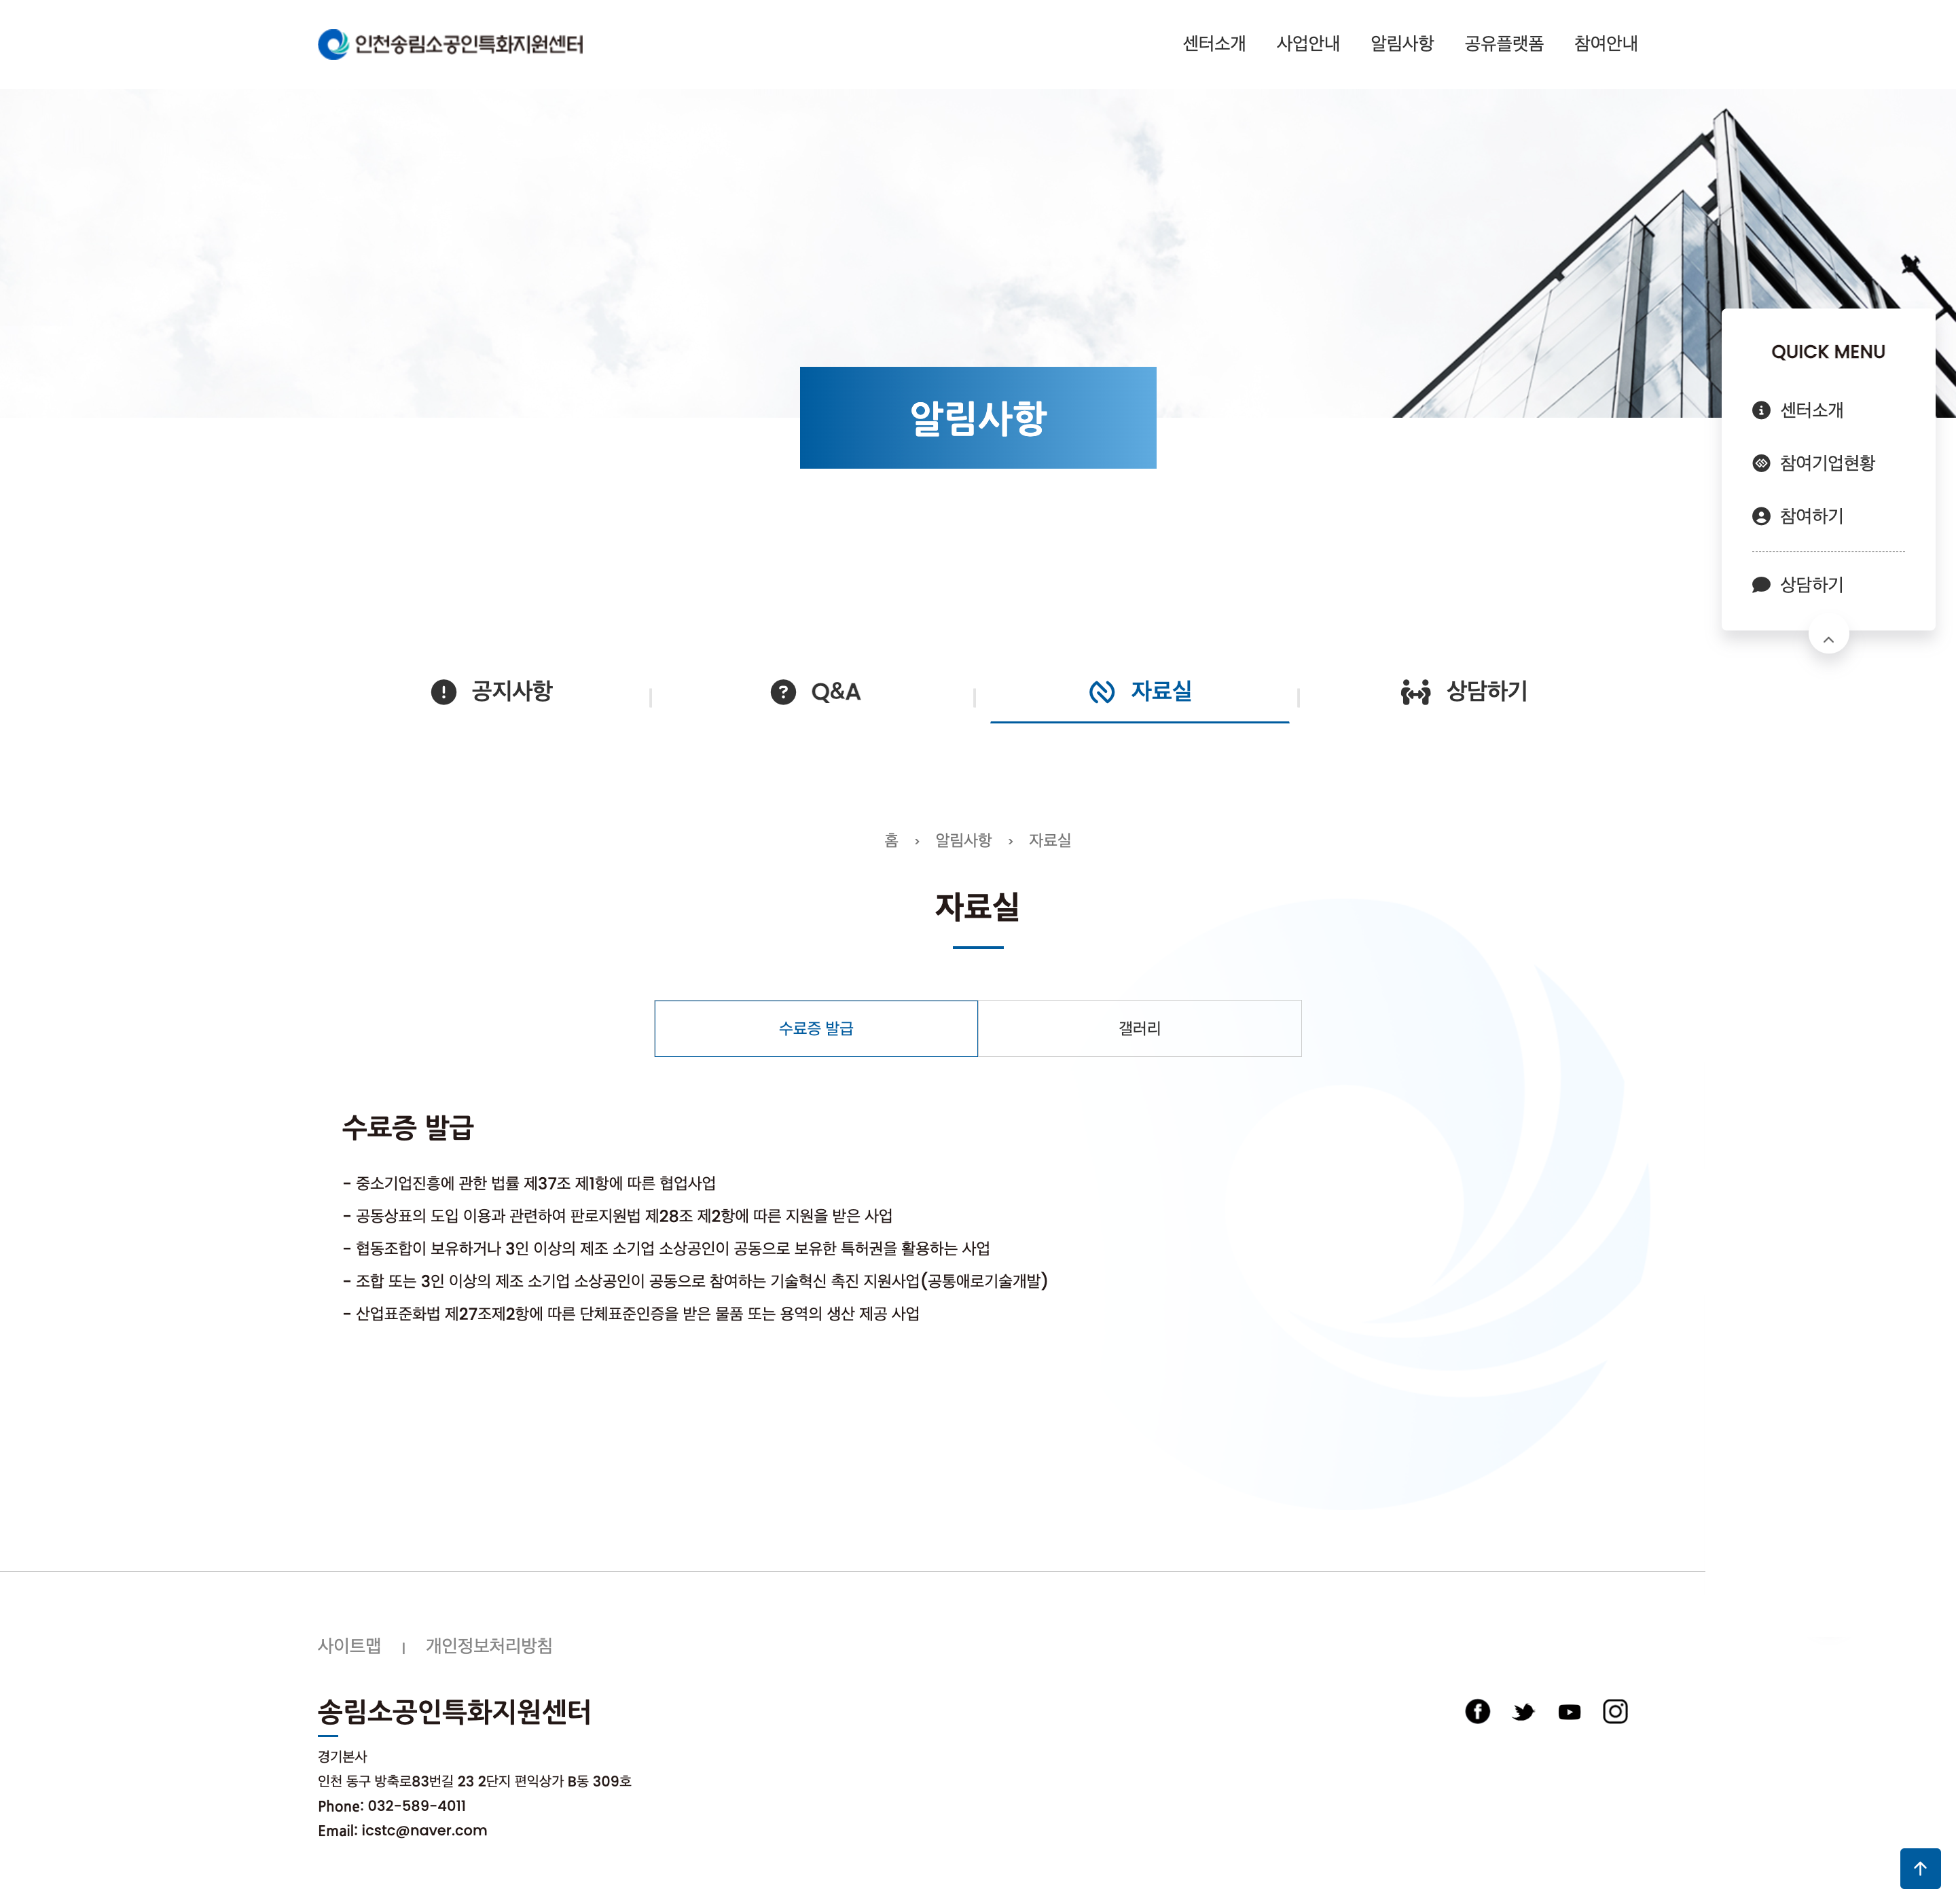 인천송림소공인특화지원센터
센터소개 사업안내 알림사항 공유플랫폼 참여안내
알림사항
QUICK MENU
센터소개
참여기업현황
참여하기
상담하기
공지사항 Q&A 자료실 상담하기
홈 > 알림사항 > 자료실
자료실
수료증 발급 갤러리
수료증 발급
- 중소기업진흥에 관한 법률 제37조 제1항에 따른 협업사업
- 공동상표의 도입 이용과 관련하여 판로지원법 제28조 제2항에 따른 지원을 받은 사업
- 협동조합이 보유하거나 3인 이상의 제조 소기업 소상공인이 공동으로 보유한 특허권을 활용하는 사업
- 조합 또는 3인 이상의 제조 소기업 소상공인이 공동으로 참여하는 기술혁신 촉진 지원사업(공통애로기술개발)
- 산업표준화법 제27조제2항에 따른 단체표준인증을 받은 물품 또는 용역의 생산 제공 사업
사이트맵 | 개인정보처리방침
송림소공인특화지원센터
경기본사
인천 동구 방축로83번길 23 2단지 편익상가 B동 309호
Phone: 032-589-4011
Email: icstc@naver.com